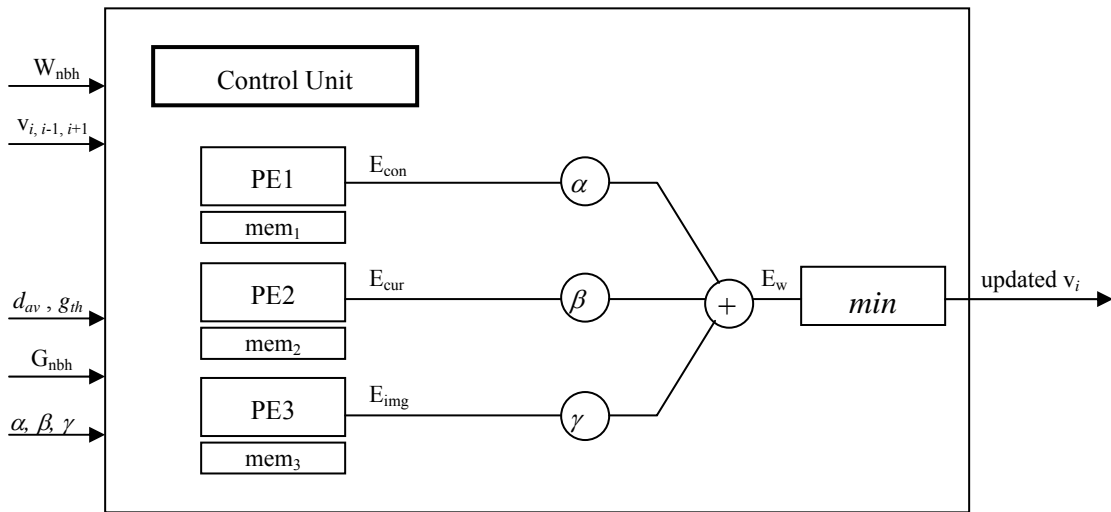 W_nbh
Control Unit
v_i, i-1, i+1
PE1
E_con
α
mem_1
PE2
E_cur
β
E_w
min
updated v_i
+
d_av , g_th
mem_2
G_nbh
PE3
E_img
γ
α, β, γ
mem_3